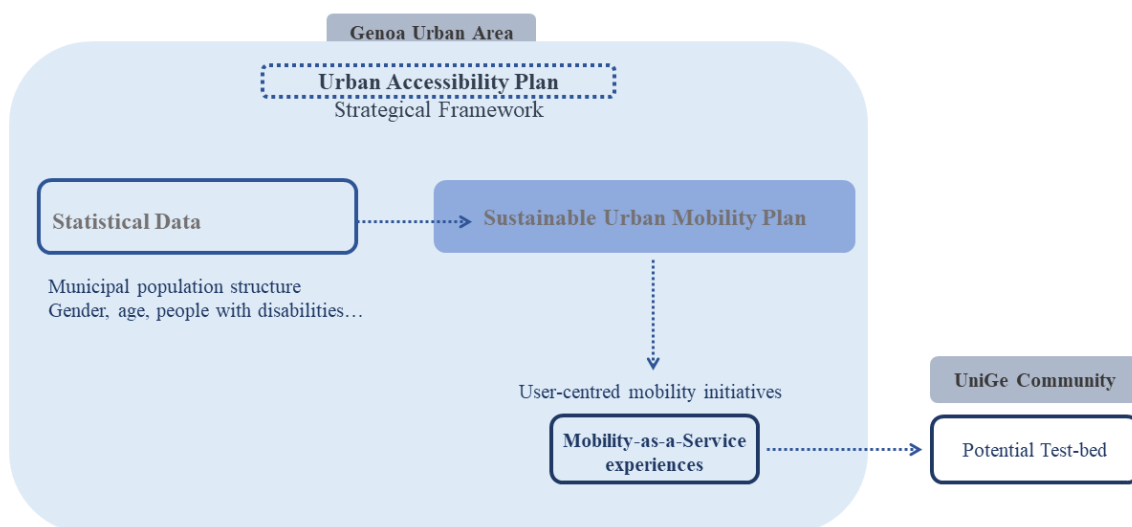 Genoa Urban Area
Urban Accessibility Plan
Strategical Framework
Statistical Data
Sustainable Urban Mobility Plan
Municipal population structure
Gender, age, people with disabilities…
User-centred mobility initiatives
Mobility-as-a-Service
experiences
UniGe Community
Potential Test-bed